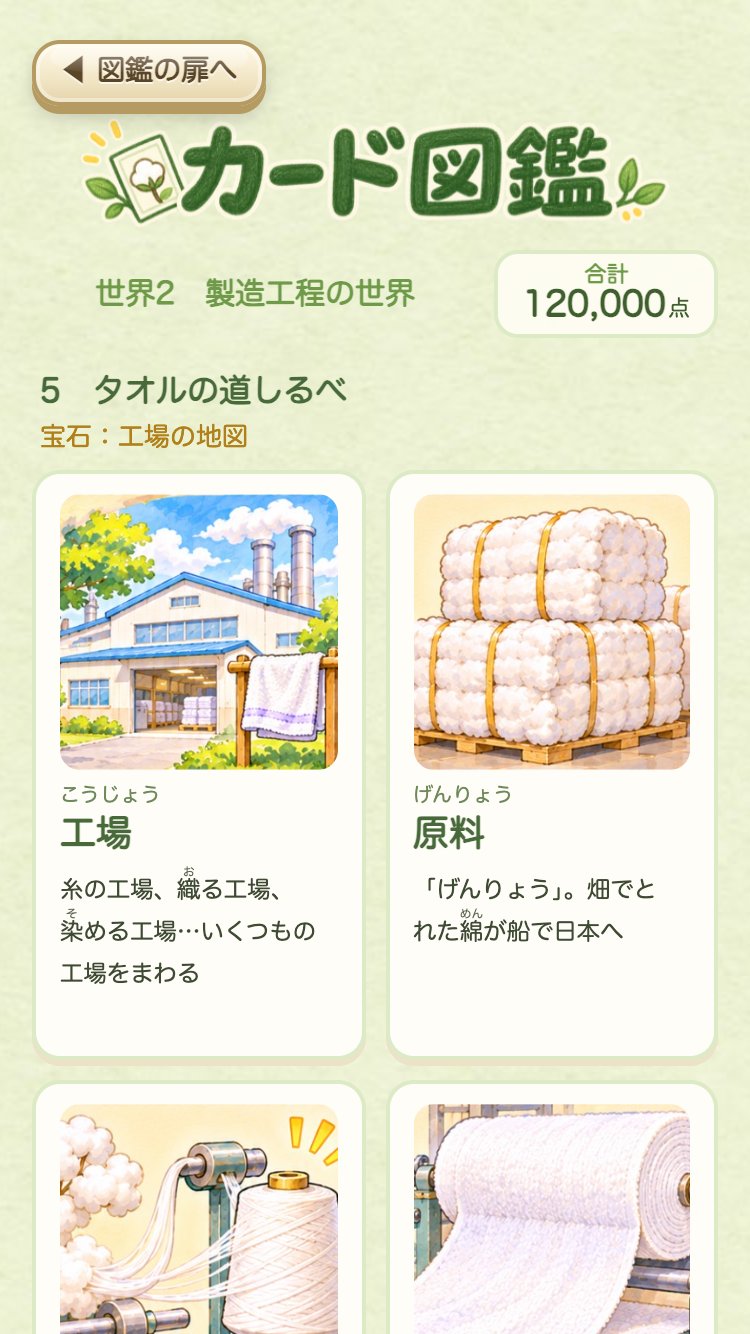 ◀ 図鑑の扉へ
カード図鑑
世界2　製造工程の世界
合計
120,000点
5　タオルの道しるべ
宝石：工場の地図
こうじょう
工場
お
糸の工場、織る工場、
そ
染める工場…いくつもの
工場をまわる
げんりょう
原料
「げんりょう」。畑でと
めん
れた綿が船で日本へ